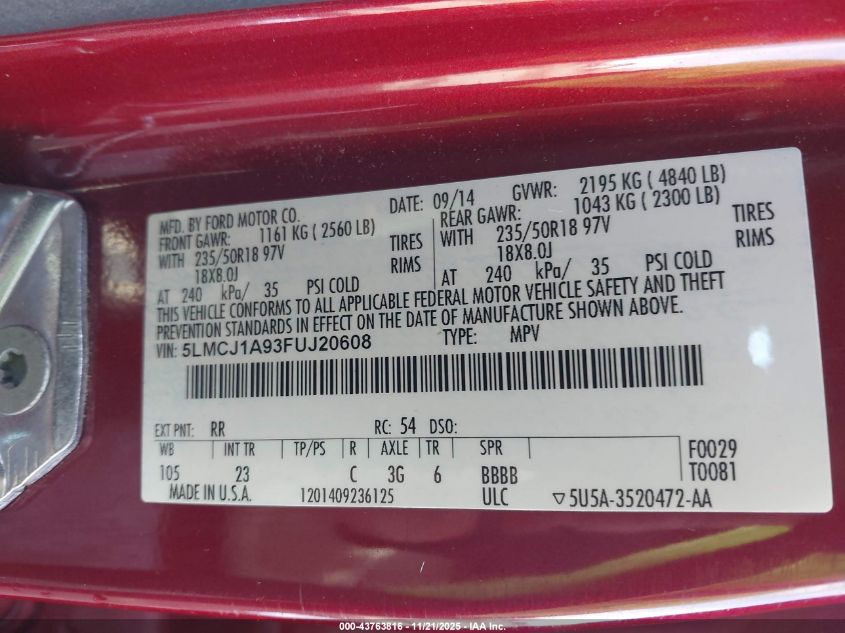 MFD. BY FORD MOTOR CO. DATE: 09/14 GVWR: 2195 KG ( 4840 LB)
FRONT GAWR: 1161 KG ( 2560 LB) REAR GAWR: 1043 KG ( 2300 LB)
WITH 235/50R18 97V TIRES WITH 235/50R18 97V TIRES
18X8.0J RIMS 18X8.0J RIMS
AT 240 kPa/ 35 PSI COLD AT 240 kPa/ 35 PSI COLD
THIS VEHICLE CONFORMS TO ALL APPLICABLE FEDERAL MOTOR VEHICLE SAFETY AND THEFT
PREVENTION STANDARDS IN EFFECT ON THE DATE OF MANUFACTURE SHOWN ABOVE.
VIN: 5LMCJ1A93FUJ20608 TYPE: MPV
EXT PNT: RR RC: 54 DSO:
WB INT TR TP/PS R AXLE TR SPR F0029
105 23 C 3G 6 BBBB T0081
MADE IN U.S.A. 1201409236125 ULC ▽5U5A-3520472-AA
000-43763816 - 11/21/2025 - IAA Inc.